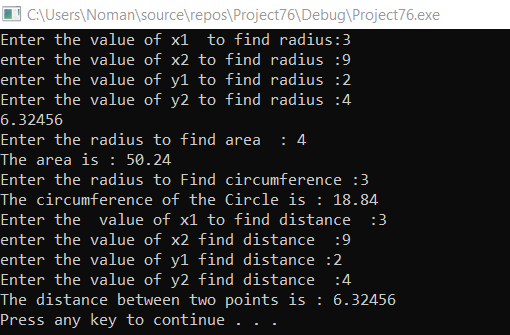 C:\Users\Noman\source\repos\Project76\Debug\Project76.exe
Enter the value of x1  to find radius:3
enter the value of x2 to find radius :9
enter the value of y1 to find radius :2
Enter the value of y2 to find radius :4
6.32456
Enter the radius to find area  : 4
The area is : 50.24
Enter the radius to Find circumference :3
The circumference of the Circle is : 18.84
Enter the  value of x1 to find distance  :3
enter the value of x2 find distance  :9
enter the value of y1 find distance :2
Enter the value of y2 find distance  :4
The distance between two points is : 6.32456
Press any key to continue . . .